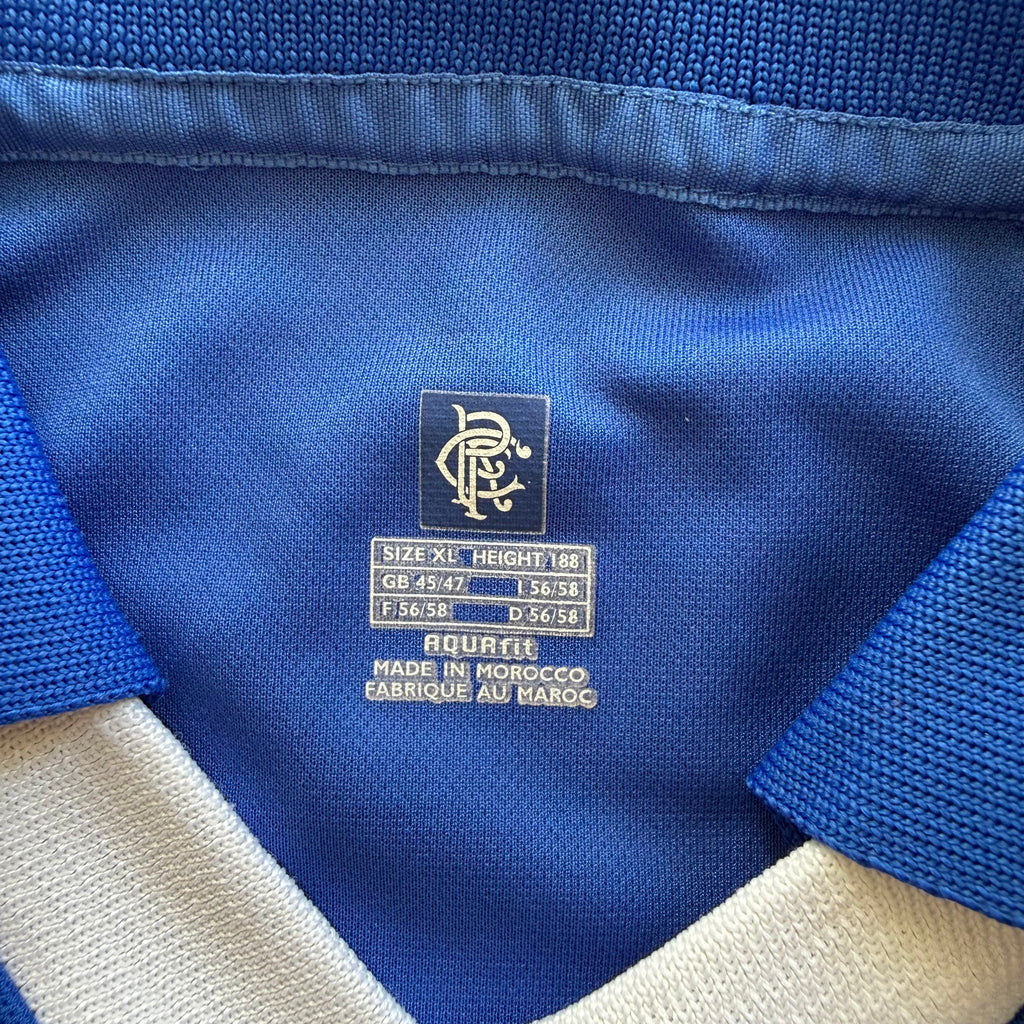 RFC
SIZE XL HEIGHT 188
GB 45/47 I 56/58
F 56/58 D 56/58
AQUAfit
MADE IN MOROCCO
FABRIQUE AU MAROC